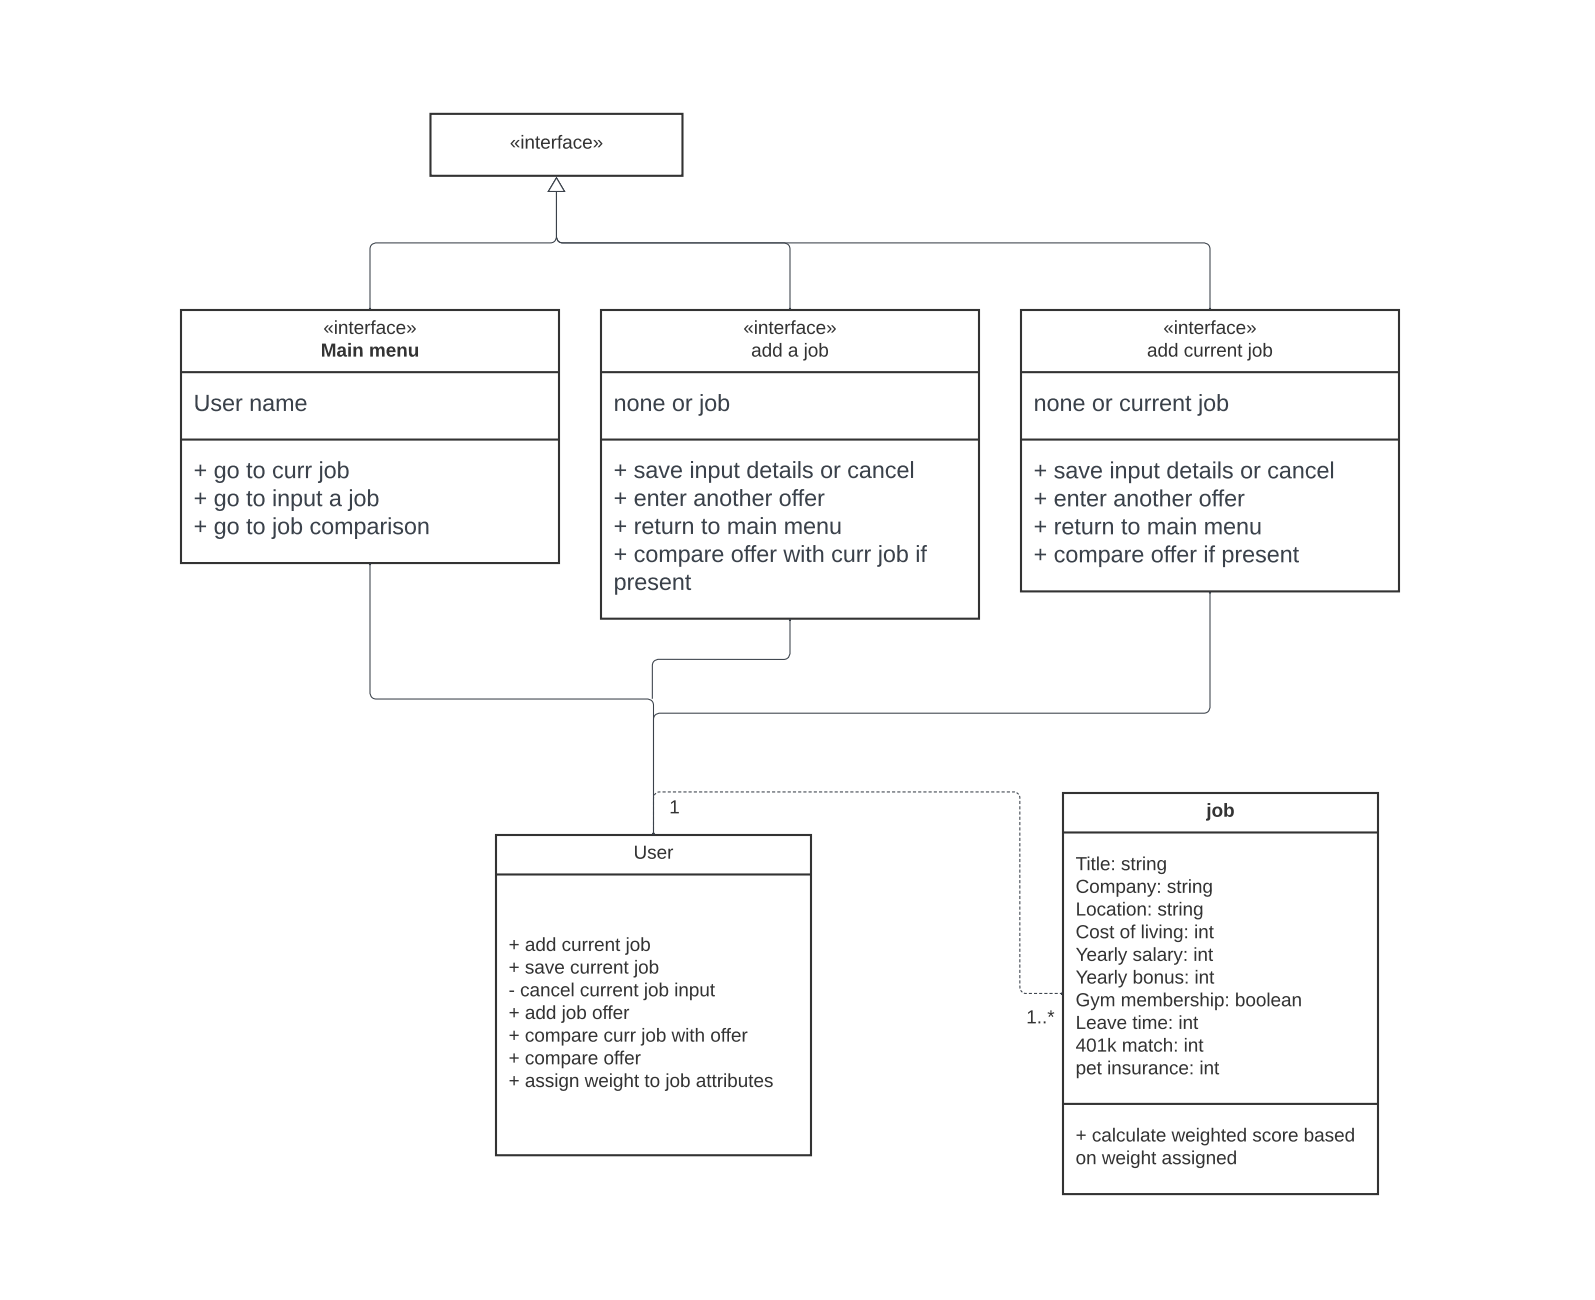 «interface»
«interface»
Main menu
User name
+ go to curr job
+ go to input a job
+ go to job comparison
«interface»
add a job
none or job
+ save input details or cancel
+ enter another offer
+ return to main menu
+ compare offer with curr job if
present
«interface»
add current job
none or current job
+ save input details or cancel
+ enter another offer
+ return to main menu
+ compare offer if present
1
User
+ add current job
+ save current job
- cancel current job input
+ add job offer
+ compare curr job with offer
+ compare offer
+ assign weight to job attributes
1..*
job
Title: string
Company: string
Location: string
Cost of living: int
Yearly salary: int
Yearly bonus: int
Gym membership: boolean
Leave time: int
401k match: int
pet insurance: int
+ calculate weighted score based
on weight assigned